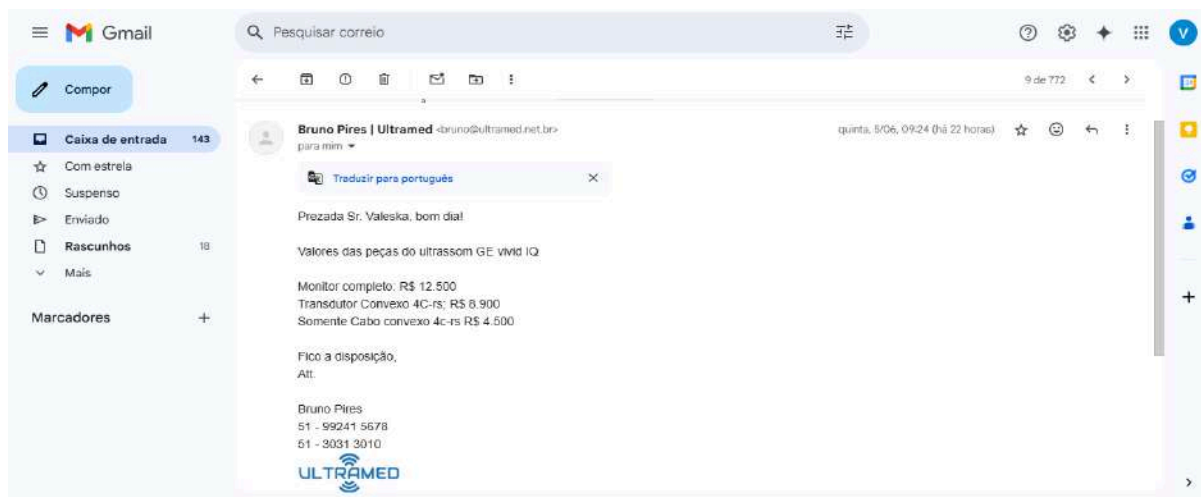 Gmail
Pesquisar correio
V
Compor
9 de 772
Caixa de entrada 143
Com estrela
Suspenso
Enviado
Rascunhos 18
Mais
Marcadores
Bruno Pires | Ultramed <bruno@ultramed.net.br>
quinta, 5/06, 09:24 (há 22 horas)
para mim
Traduzir para português
Prezada Sr. Valeska, bom dia!
Valores das peças do ultrassom GE vivid IQ
Monitor completo: R$ 12.500
Transdutor Convexo 4C-rs: R$ 8.900
Somente Cabo convexo 4c-rs R$ 4.500
Fico a disposição,
Att.
Bruno Pires
51 - 99241 5678
51 - 3031 3010
ULTRAMED